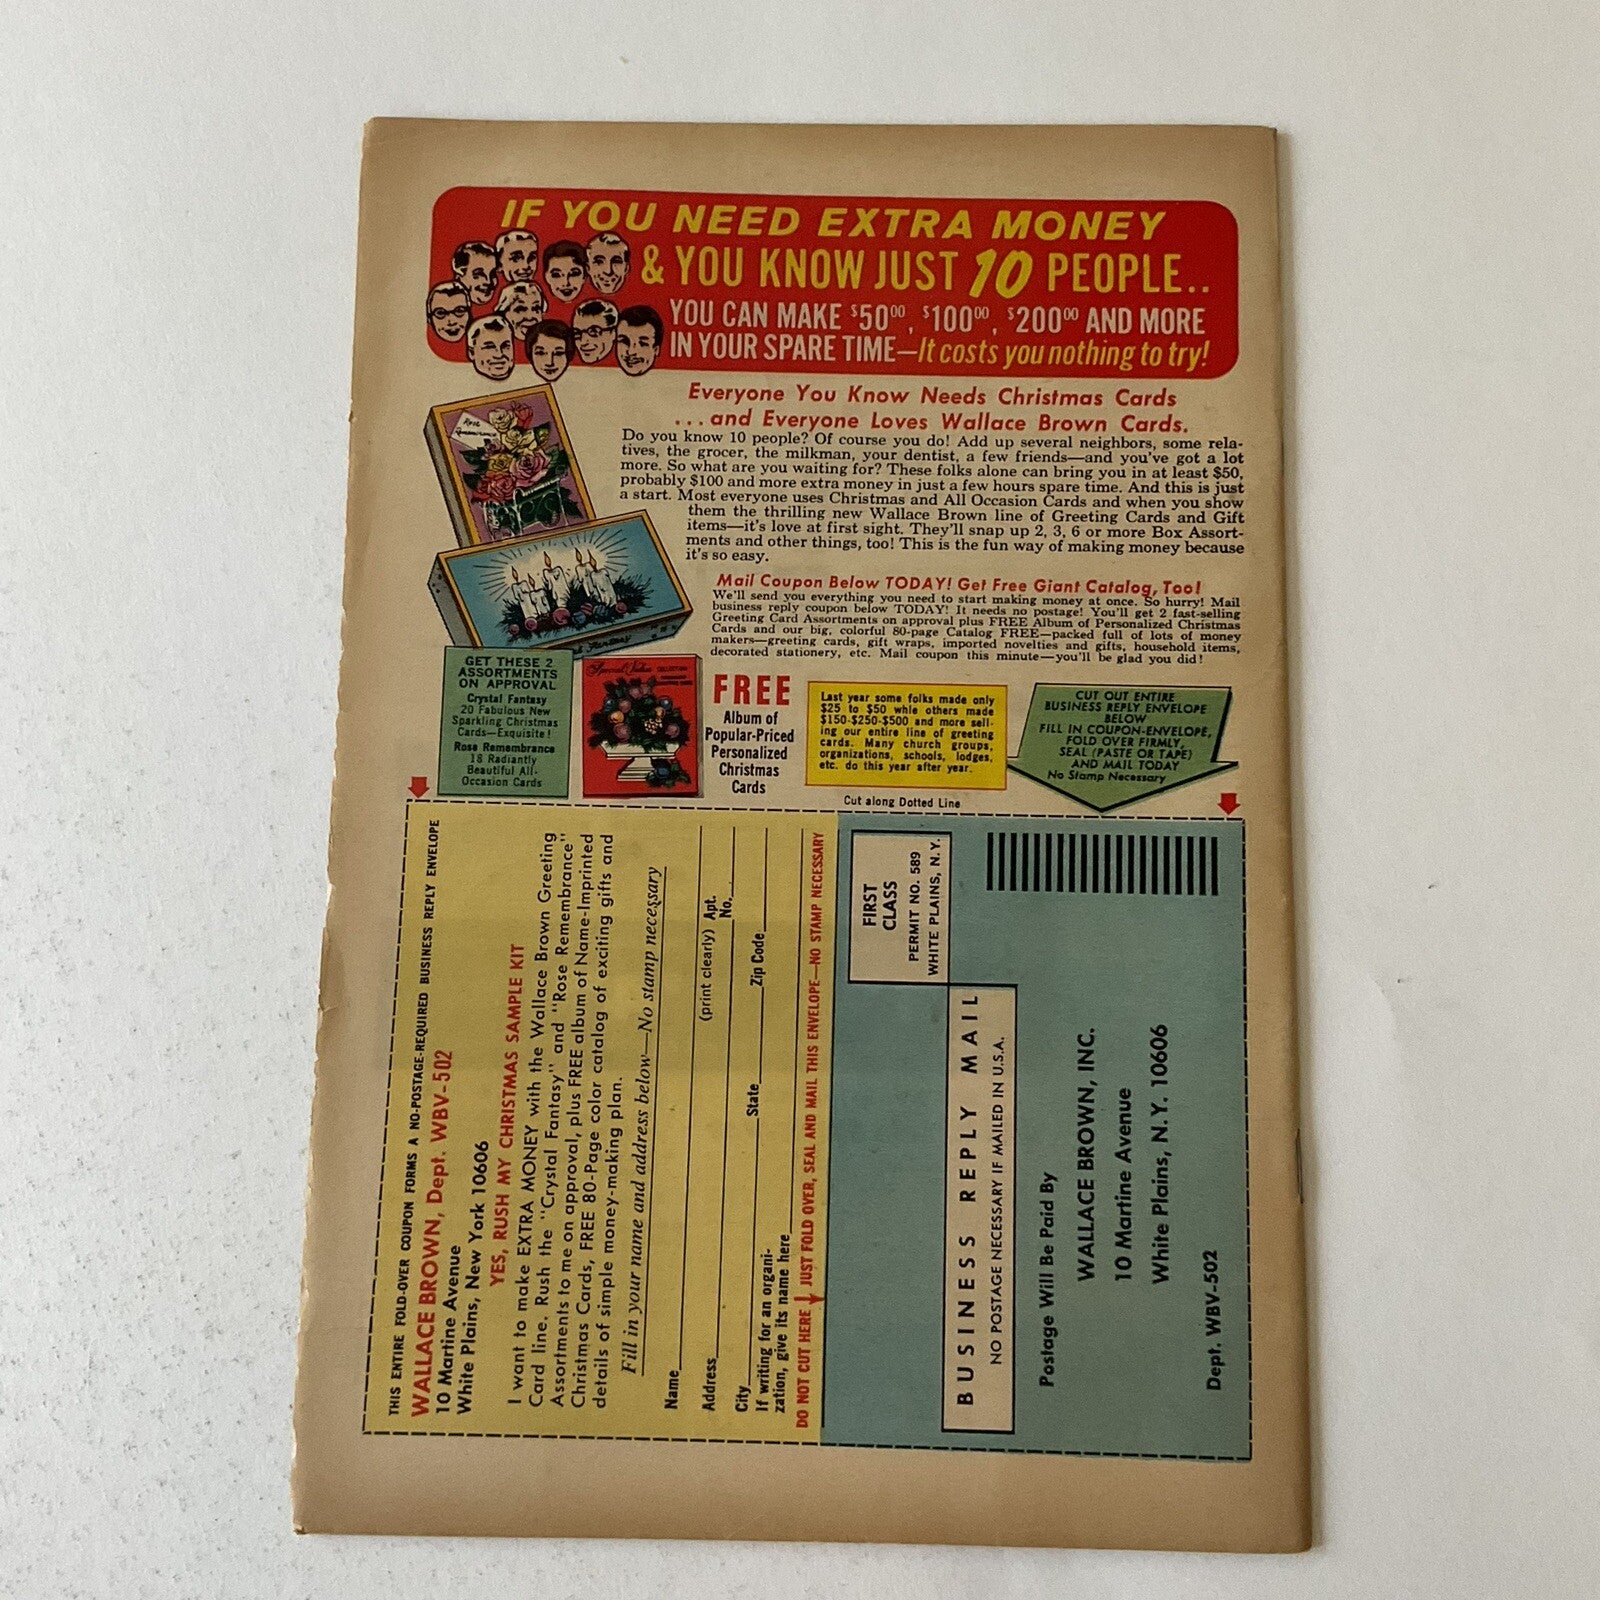 IF YOU NEED EXTRA MONEY
& YOU KNOW JUST 10 PEOPLE..
YOU CAN MAKE $50⁰⁰, $100⁰⁰, $200⁰⁰ AND MORE
IN YOUR SPARE TIME—It costs you nothing to try!
Everyone You Know Needs Christmas Cards
...and Everyone Loves Wallace Brown Cards.
Do you know 10 people? Of course you do! Add up several neighbors, some rela-
tives, the grocer, the milkman, your dentist, a few friends—and you've got a lot
more. So what are you waiting for? These folks alone can bring you in at least $50,
probably $100 and more extra money in just a few hours spare time. And this is just
a start. Most everyone uses Christmas and All Occasion Cards and when you show
them the thrilling new Wallace Brown line of Greeting Cards and Gift
items—it's love at first sight. They'll snap up 2, 3, 6 or more Box Assort-
ments and other things, too! This is the fun way of making money because
it's so easy.
Mail Coupon Below TODAY! Get Free Giant Catalog, Too!
We'll send you everything you need to start making money at once. So hurry! Mail
business reply coupon below TODAY! It needs no postage! You'll get 2 fast-selling
Greeting Card Assortments on approval plus FREE Album of Personalized Christmas
Cards and our big, colorful 80-page Catalog FREE—packed full of lots of money
makers—greeting cards, gift wraps, imported novelties and gifts, household items,
decorated stationery, etc. Mail coupon this minute—you'll be glad you did!
Rose
Fantasy
GET THESE 2
ASSORTMENTS
ON APPROVAL
Crystal Fantasy
20 Fabulous New
Sparkling Christmas
Cards—Exquisite!
Rose Remembrance
18 Radiantly
Beautiful All-
Occasion Cards
Special Value
FREE
Album of
Popular-Priced
Personalized
Christmas
Cards
Last year some folks made only
$25 to $50 while others made
$150-$250-$500 and more sell-
ing our entire line of greeting
cards. Many church groups,
organizations, schools, lodges,
etc. do this year after year.
CUT OUT ENTIRE
BUSINESS REPLY ENVELOPE
BELOW
FILL IN COUPON-ENVELOPE,
FOLD OVER FIRMLY,
SEAL (PASTE OR TAPE)
AND MAIL TODAY
No Stamp Necessary
Cut along Dotted Line
THIS ENTIRE FOLD-OVER COUPON FORMS A NO-POSTAGE-REQUIRED BUSINESS REPLY ENVELOPE
WALLACE BROWN, Dept. WBV-502
10 Martine Avenue
White Plains, New York 10606
YES, RUSH MY CHRISTMAS SAMPLE KIT
I want to make EXTRA MONEY with the Wallace Brown Greeting
Card line. Rush the "Crystal Fantasy" and "Rose Remembrance"
Assortments to me on approval, plus FREE album of Name-Imprinted
Christmas Cards, FREE 80-Page color catalog of exciting gifts and
details of simple money-making plan.
Fill in your name and address below—No stamp necessary
Name
(print clearly) Apt.
Address No.
City State Zip Code
If writing for an organi-
zation, give its name here
DO NOT CUT HERE JUST FOLD OVER, SEAL AND MAIL THIS ENVELOPE—NO STAMP NECESSARY
FIRST
CLASS
PERMIT NO. 589
WHITE PLAINS, N.Y.
BUSINESS REPLY MAIL
NO POSTAGE NECESSARY IF MAILED IN U.S.A.
Postage Will Be Paid By
WALLACE BROWN, INC.
10 Martine Avenue
White Plains, N.Y. 10606
Dept. WBV-502